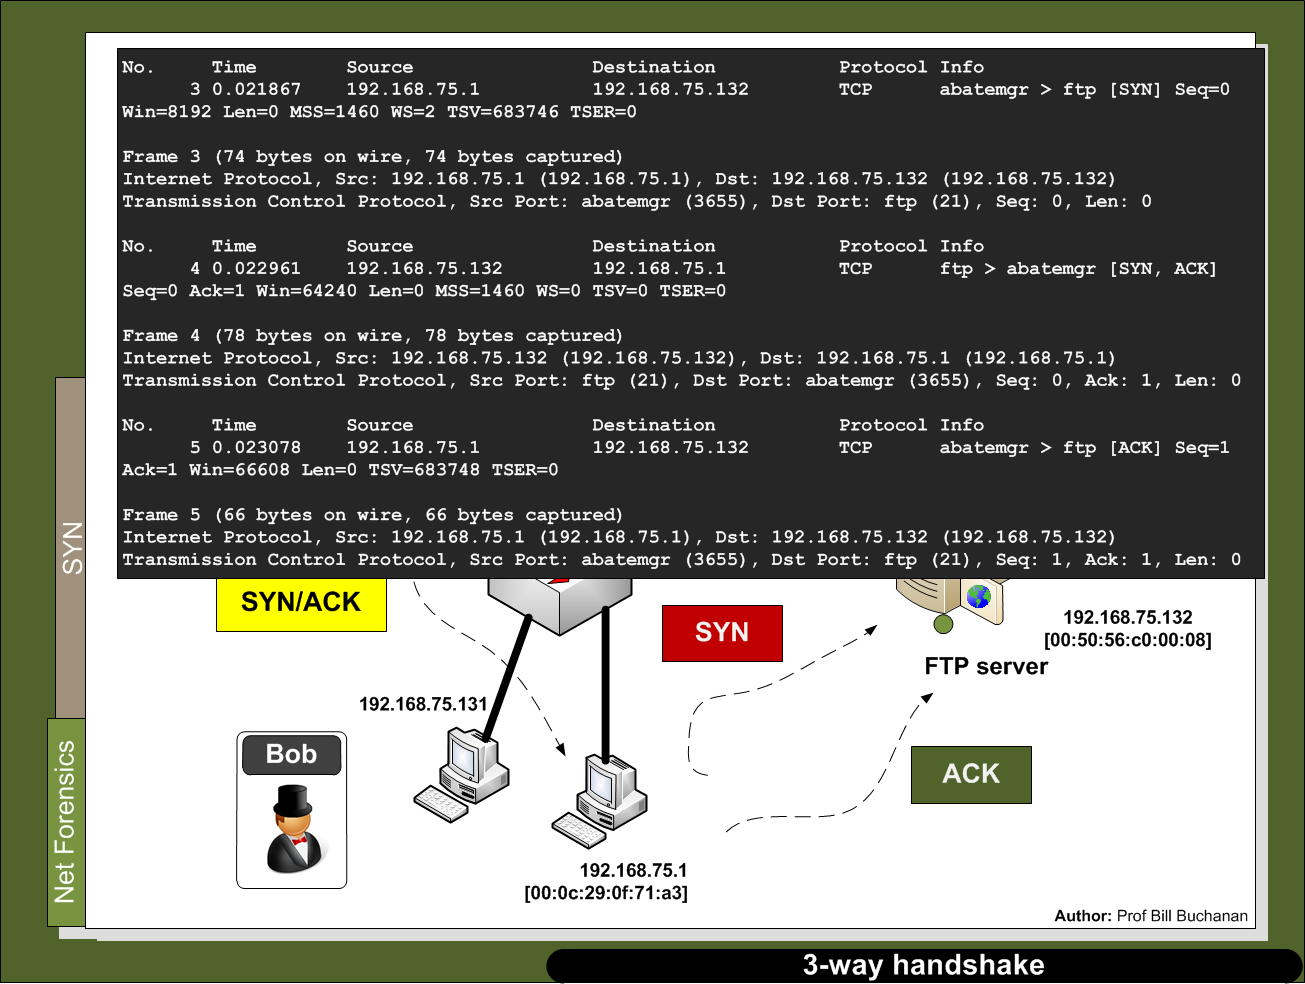 No. Time Source Destination Protocol Info
3 0.021867 192.168.75.1 192.168.75.132 TCP abatemgr > ftp [SYN] Seq=0
Win=8192 Len=0 MSS=1460 WS=2 TSV=683746 TSER=0
Frame 3 (74 bytes on wire, 74 bytes captured)
Internet Protocol, Src: 192.168.75.1 (192.168.75.1), Dst: 192.168.75.132 (192.168.75.132)
Transmission Control Protocol, Src Port: abatemgr (3655), Dst Port: ftp (21), Seq: 0, Len: 0
No. Time Source Destination Protocol Info
4 0.022961 192.168.75.132 192.168.75.1 TCP ftp > abatemgr [SYN, ACK]
Seq=0 Ack=1 Win=64240 Len=0 MSS=1460 WS=0 TSV=0 TSER=0
Frame 4 (78 bytes on wire, 78 bytes captured)
Internet Protocol, Src: 192.168.75.132 (192.168.75.132), Dst: 192.168.75.1 (192.168.75.1)
Transmission Control Protocol, Src Port: ftp (21), Dst Port: abatemgr (3655), Seq: 0, Ack: 1, Len: 0
No. Time Source Destination Protocol Info
5 0.023078 192.168.75.1 192.168.75.132 TCP abatemgr > ftp [ACK] Seq=1
Ack=1 Win=66608 Len=0 TSV=683748 TSER=0
Frame 5 (66 bytes on wire, 66 bytes captured)
Internet Protocol, Src: 192.168.75.1 (192.168.75.1), Dst: 192.168.75.132 (192.168.75.132)
Transmission Control Protocol, Src Port: abatemgr (3655), Dst Port: ftp (21), Seq: 1, Ack: 1, Len: 0
SYN
Net Forensics
SYN/ACK
SYN
192.168.75.132
[00:50:56:c0:00:08]
FTP server
192.168.75.131
Bob
ACK
192.168.75.1
[00:0c:29:0f:71:a3]
Author: Prof Bill Buchanan
3-way handshake